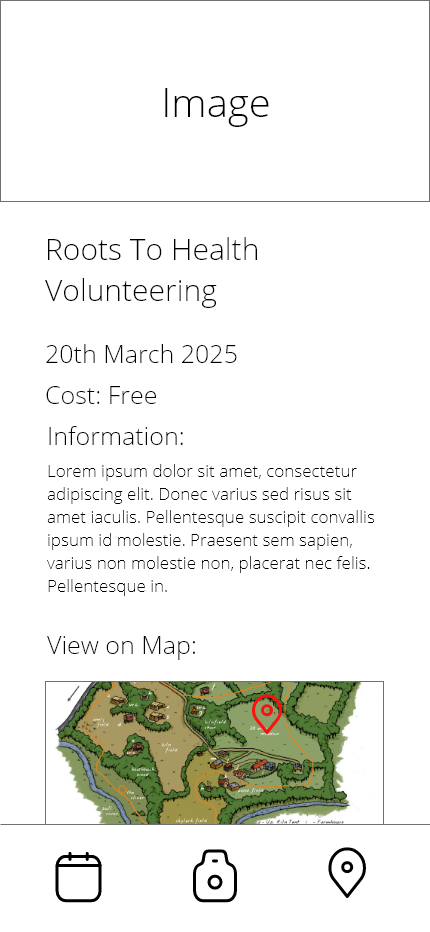 Image
Roots To Health
Volunteering
20th March 2025
Cost: Free
Information:
Lorem ipsum dolor sit amet, consectetur
adipiscing elit. Donec varius sed risus sit
amet iaculis. Pellentesque suscipit convallis
ipsum id molestie. Praesent sem sapien,
varius non molestie non, placerat nec felis.
Pellentesque in.
View on Map:
kiln
field